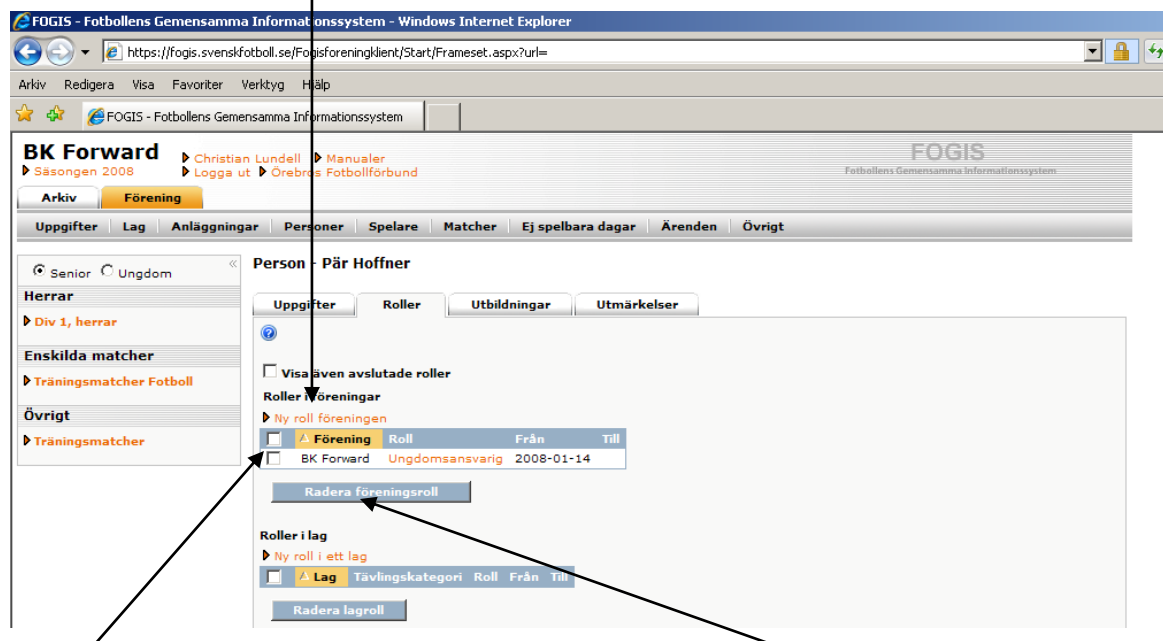 FOGIS - Fotbollens Gemensamma Informationssystem - Windows Internet Explorer
https://fogis.svenskfotboll.se/Fogisforeningklient/Start/Frameset.aspx?url=
Arkiv Redigera Visa Favoriter Verktyg Hjälp
FOGIS - Fotbollens Gemensamma Informationssystem
BK Forward
Säsongen 2008
Christian Lundell Manualer
Logga ut Örebros Fotbollförbund
FOGIS
Fotbollens Gemensamma Informationssystem
Arkiv Förening
Uppgifter Lag Anläggningar Personer Spelare Matcher Ej spelbara dagar Ärenden Övrigt
Senior Ungdom
Herrar
Div 1, herrar
Enskilda matcher
Träningsmatcher Fotboll
Övrigt
Träningsmatcher
Person - Pär Hoffner
Uppgifter Roller Utbildningar Utmärkelser
Visa även avslutade roller
Roller i föreningar
Ny roll föreningen
Förening Roll Från Till
BK Forward Ungdomsansvarig 2008-01-14
Radera föreningsroll
Roller i lag
Ny roll i ett lag
Lag Tävlingskategori Roll Från Till
Radera lagroll